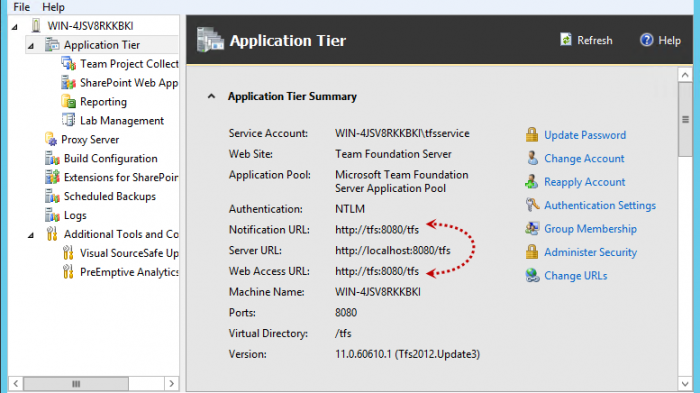 File Help
WIN-4JSV8RKKBKI
Application Tier
Team Project Collect
SharePoint Web App
Reporting
Lab Management
Proxy Server
Build Configuration
Extensions for SharePoin
Scheduled Backups
Logs
Additional Tools and Co
Visual SourceSafe Up
PreEmptive Analytics
Application Tier
Refresh
Help
Application Tier Summary
Service Account: WIN-4JSV8RKKBKI\tfsservice
Web Site: Team Foundation Server
Application Pool: Microsoft Team Foundation
Server Application Pool
Authentication: NTLM
Notification URL: http://tfs:8080/tfs
Server URL: http://localhost:8080/tfs
Web Access URL: http://tfs:8080/tfs
Machine Name: WIN-4JSV8RKKBKI
Ports: 8080
Virtual Directory: /tfs
Version: 11.0.60610.1 (Tfs2012.Update3)
Update Password
Change Account
Reapply Account
Authentication Settings
Group Membership
Administer Security
Change URLs